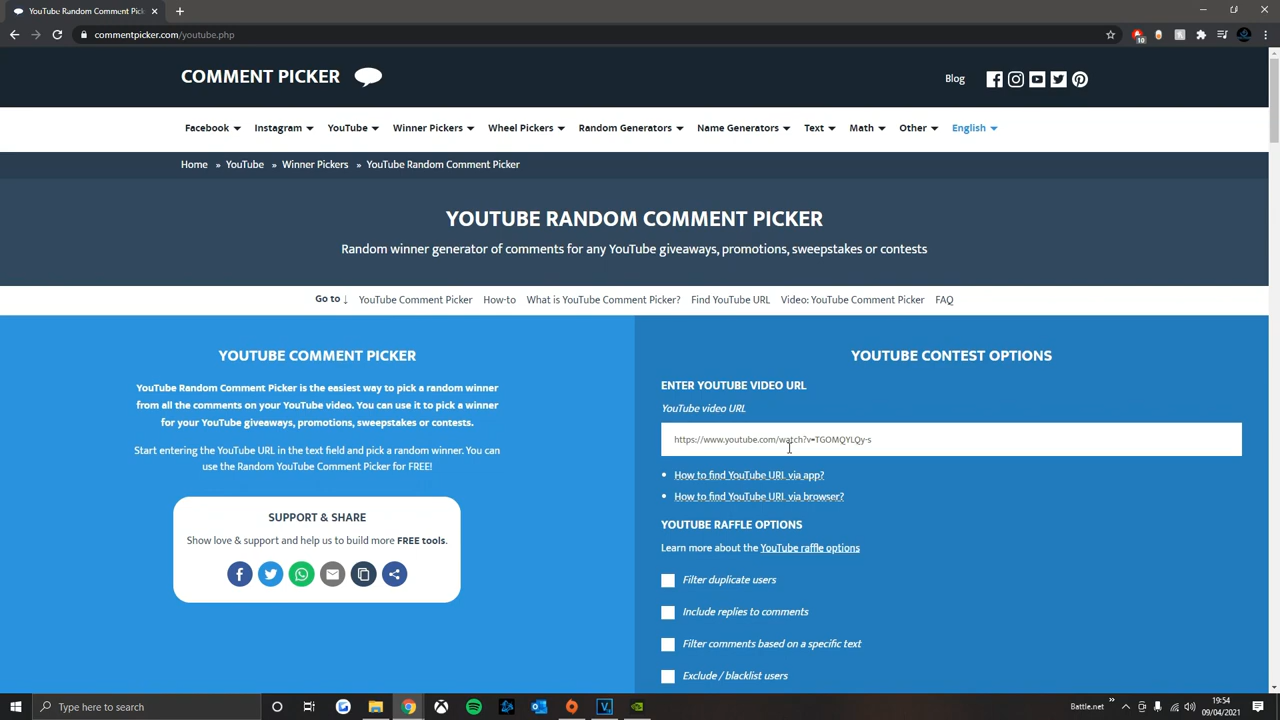 YouTube Random Comment Pic
commentpicker.com/youtube.php
10
COMMENT PICKER
Blog
Facebook Instagram YouTube Winner Pickers Wheel Pickers Random Generators Name Generators Text Math Other English
Home » YouTube » Winner Pickers » YouTube Random Comment Picker
YOUTUBE RANDOM COMMENT PICKER
Random winner generator of comments for any YouTube giveaways, promotions, sweepstakes or contests
Go to ↓ YouTube Comment Picker How-to What is YouTube Comment Picker? Find YouTube URL Video: YouTube Comment Picker FAQ
YOUTUBE COMMENT PICKER
YouTube Random Comment Picker is the easiest way to pick a random winner
from all the comments on your YouTube video. You can use it to pick a winner
for your YouTube giveaways, promotions, sweepstakes or contests.
Start entering the YouTube URL in the text field and pick a random winner. You can
use the Random YouTube Comment Picker for FREE!
SUPPORT & SHARE
Show love & support and help us to build more FREE tools.
YOUTUBE CONTEST OPTIONS
ENTER YOUTUBE VIDEO URL
YouTube video URL
https://www.youtube.com/watch?v=TGOMQYLQy-s
How to find YouTube URL via app?
How to find YouTube URL via browser?
YOUTUBE RAFFLE OPTIONS
Learn more about the YouTube raffle options
Filter duplicate users
Include replies to comments
Filter comments based on a specific text
Exclude / blacklist users
Type here to search
Battle.net
19:54
09/04/2021